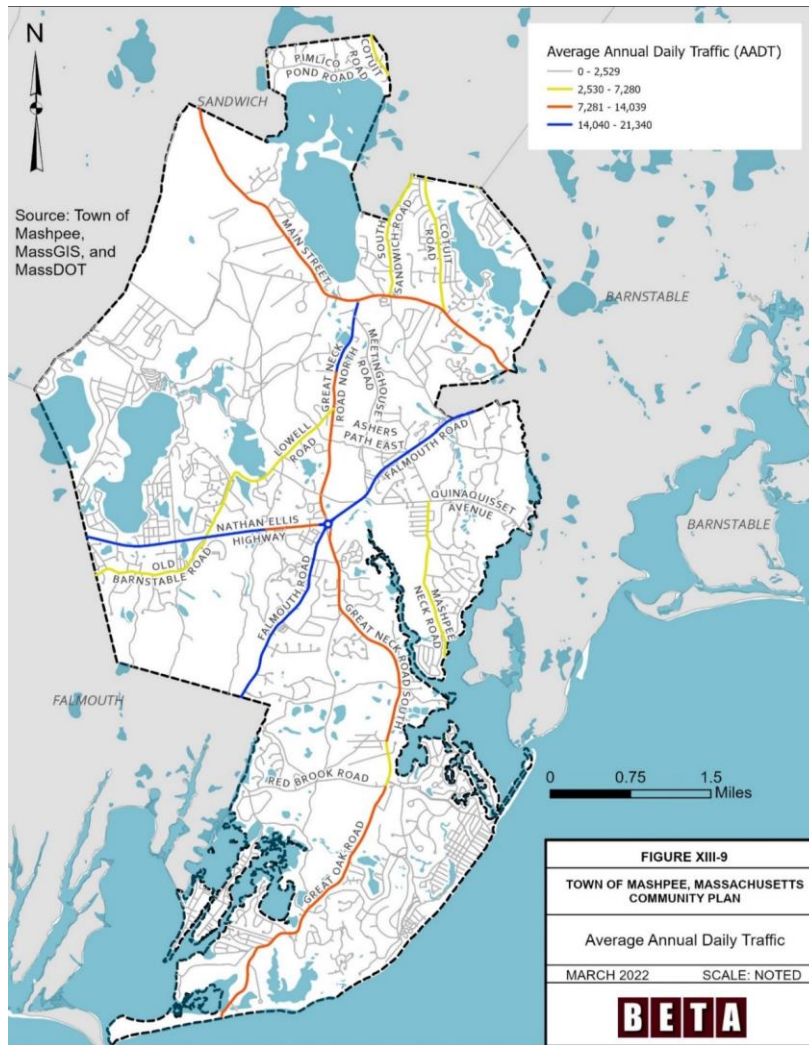 N
PIMLICO
POND ROAD
COTUIT
ROAD
SANDWICH
Average Annual Daily Traffic (AADT)
0 - 2,529
2,530 - 7,280
7,281 - 14,039
14,040 - 21,340
Source: Town of
Mashpee,
MassGIS, and
MassDOT
MAIN STREET
SOUTH
SANDWICH ROAD
COTUIT
ROAD
BARNSTABLE
GREAT NECK
ROAD NORTH
MEETINGHOUSE
ROAD
ASHERS
PATH EAST
LOWELL
ROAD
FALMOUTH ROAD
QUINAQUISSET
AVENUE
NATHAN ELLIS
HIGHWAY
BARNSTABLE
OLD
BARNSTABLE ROAD
FALMOUTH ROAD
MASHPEE
NECK ROAD
GREAT NECK ROAD SOUTH
FALMOUTH
RED BROOK ROAD
0 0.75 1.5
Miles
GREAT OAK ROAD
FIGURE XIII-9
TOWN OF MASHPEE, MASSACHUSETTS
COMMUNITY PLAN
Average Annual Daily Traffic
MARCH 2022 SCALE: NOTED
BETA